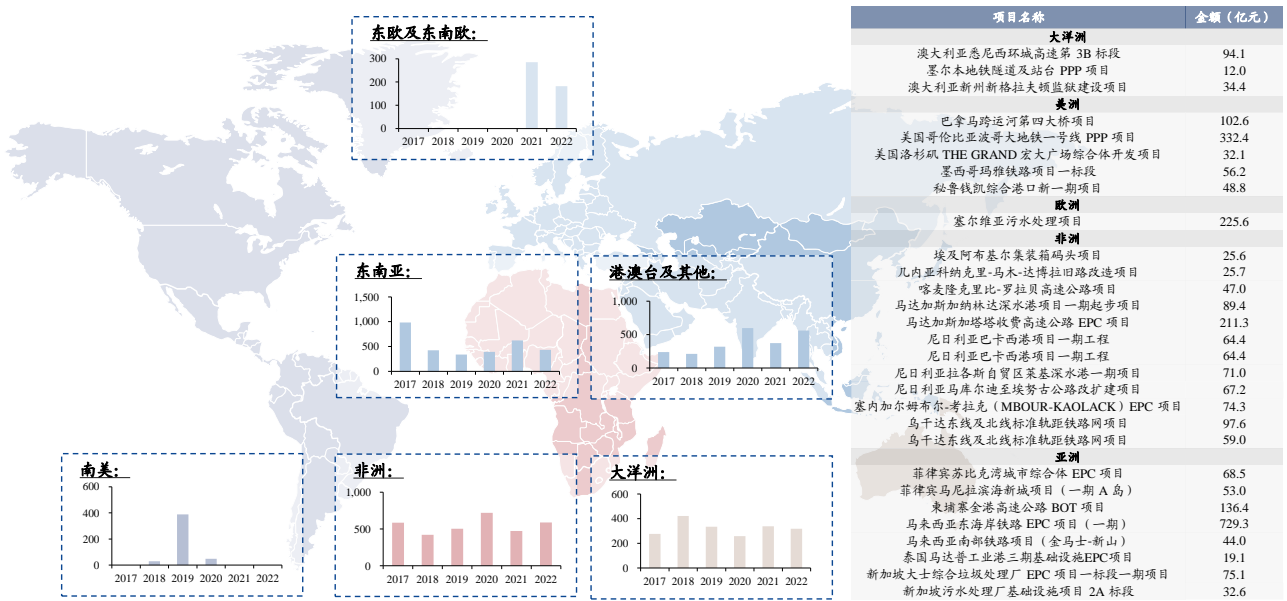 东欧及东南欧：
300
200
100
0
2017 2018 2019 2020 2021 2022
东南亚：
1,500
1,000
500
0
2017 2018 2019 2020 2021 2022
港澳台及其他：
1,000
500
0
2017 2018 2019 2020 2021 2022
南美：
600
400
200
0
2017 2018 2019 2020 2021 2022
非洲：
1,000
500
0
2017 2018 2019 2020 2021 2022
大洋洲：
600
400
200
0
2017 2018 2019 2020 2021 2022
项目名称 金额（亿元）
大洋洲
澳大利亚悉尼西环城高速第 3B 标段 94.1
墨尔本地铁隧道及站台 PPP 项目 12.0
澳大利亚新州新格拉夫顿监狱建设项目 34.4
美洲
巴拿马跨运河第四大桥项目 102.6
美国哥伦比亚波哥大地铁一号线 PPP 项目 332.4
美国洛杉矶 THE GRAND 宏大广场综合体开发项目 32.1
墨西哥玛雅铁路项目一标段 56.2
秘鲁钱凯综合港口新一期项目 48.8
欧洲
塞尔维亚污水处理项目 225.6
非洲
埃及阿布基尔集装箱码头项目 25.6
几内亚科纳克里-马木-达博拉旧路改造项目 25.7
喀麦隆克里比-罗拉贝高速公路项目 47.0
马达加斯加纳林达深水港项目一期起步项目 89.4
马达加斯加塔塔收费高速公路 EPC 项目 211.3
尼日利亚巴卡西港项目一期工程 64.4
尼日利亚巴卡西港项目一期工程 64.4
尼日利亚拉各斯自贸区莱基深水港一期项目 71.0
尼日利亚马库尔迪至埃努古公路改扩建项目 67.2
塞内加尔姆布尔-考拉克（MBOUR-KAOLACK）EPC 项目 74.3
乌干达东线及北线标准轨距铁路网项目 97.6
乌干达东线及北线标准轨距铁路网项目 59.0
亚洲
菲律宾苏比克湾城市综合体 EPC 项目 68.5
菲律宾马尼拉滨海新城项目（一期 A 岛） 53.0
柬埔寨金港高速公路 BOT 项目 136.4
马来西亚东海岸铁路 EPC 项目（一期） 729.3
马来西亚南部铁路项目（金马士-新山） 44.0
泰国马达普工业港三期基础设施EPC项目 19.1
新加坡大士综合垃圾处理厂 EPC 项目一标段一期项目 75.1
新加坡污水处理厂基础设施项目 2A 标段 32.6